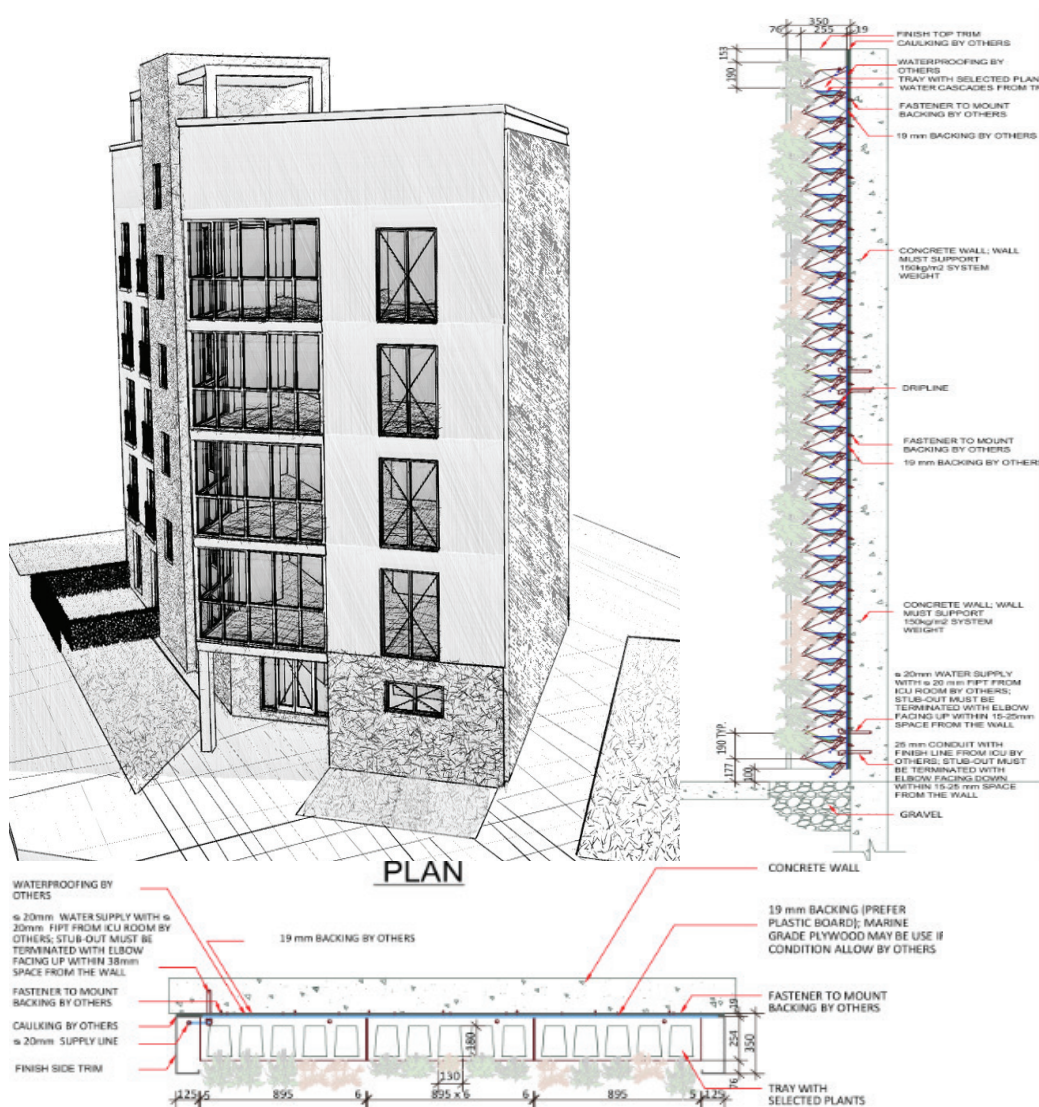 350
76
255
19
FINISH TOP TRIM
CAULKING BY OTHERS
153
190
WATERPROOFING BY
OTHERS
TRAY WITH SELECTED PLAN
WATER CASCADES FROM TR
FASTENER TO MOUNT
BACKING BY OTHERS
19 mm BACKING BY OTHERS
CONCRETE WALL; WALL
MUST SUPPORT
150kg/m2 SYSTEM
WEIGHT
DRIPLINE
FASTENER TO MOUNT
BACKING BY OTHERS
19 mm BACKING BY OTHERS
CONCRETE WALL; WALL
MUST SUPPORT
150kg/m2 SYSTEM
WEIGHT
20mm WATER SUPPLY
WITH 20 mm FIPT FROM
ICU ROOM BY OTHERS;
STUB-OUT MUST BE
TERMINATED WITH ELBOW
FACING UP WITHIN 15-25mm
SPACE FROM THE WALL
190 TYP.
177
100
25 mm CONDUIT WITH
FINISH LINE FROM ICU BY
OTHERS; STUB-OUT MUST
BE TERMINATED WITH
ELBOW FACING DOWN
WITHIN 15-25 mm SPACE
FROM THE WALL
GRAVEL
PLAN
WATERPROOFING BY
OTHERS
20mm WATER SUPPLY WITH
20mm FIPT FROM ICU ROOM BY
OTHERS; STUB-OUT MUST BE
TERMINATED WITH ELBOW
FACING UP WITHIN 38mm
SPACE FROM THE WALL
FASTENER TO MOUNT
BACKING BY OTHERS
CAULKING BY OTHERS
20mm SUPPLY LINE
FINISH SIDE TRIM
19 mm BACKING BY OTHERS
CONCRETE WALL
19 mm BACKING (PREFER
PLASTIC BOARD); MARINE
GRADE PLYWOOD MAY BE USE IF
CONDITION ALLOW BY OTHERS
FASTENER TO MOUNT
BACKING BY OTHERS
TRAY WITH
SELECTED PLANTS
19
254
350
76
180
130
125 5 895 6 895 x 6 6 895 5 125